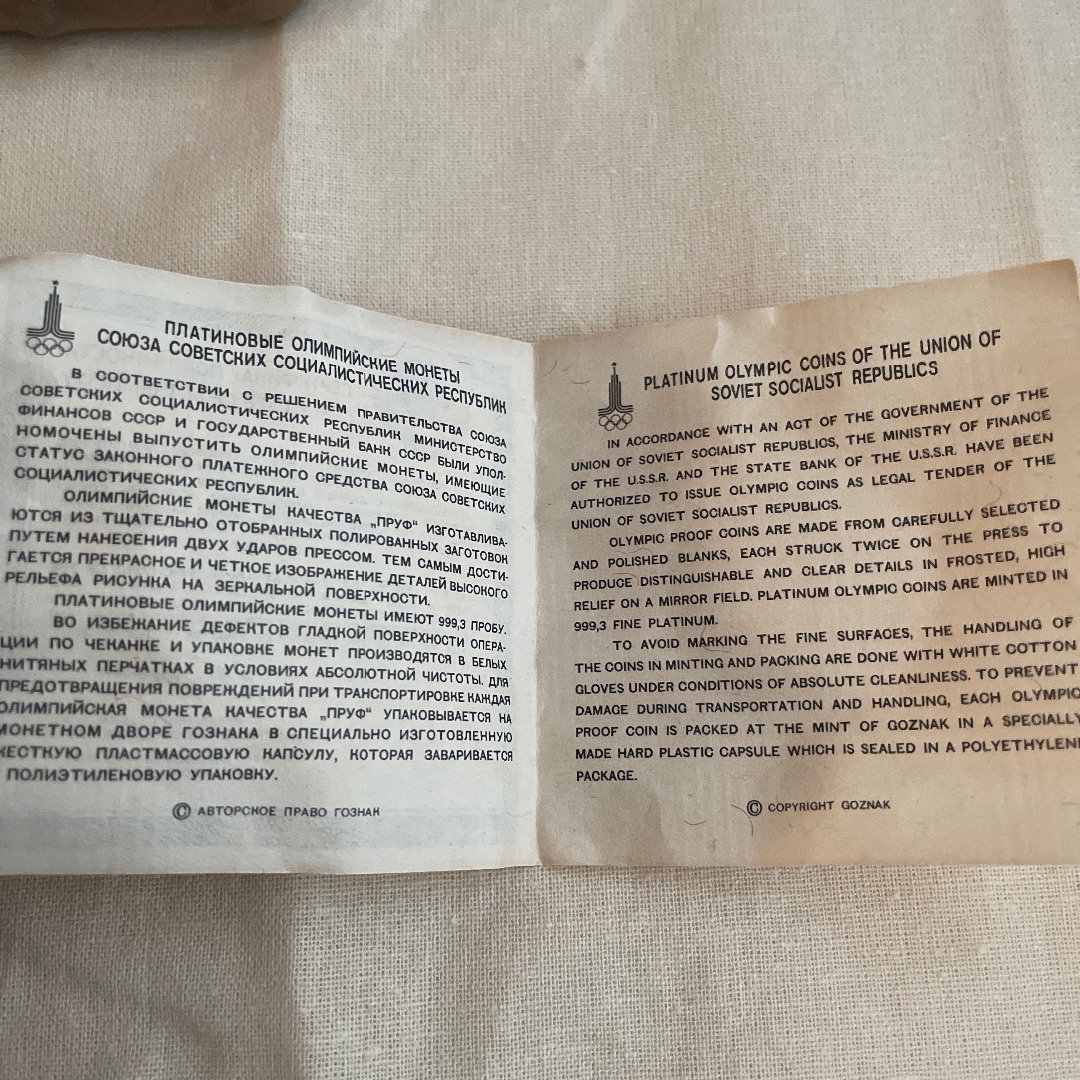 ПЛАТИНОВЫЕ ОЛИМПИЙСКИЕ МОНЕТЫ
СОЮЗА СОВЕТСКИХ СОЦИАЛИСТИЧЕСКИХ РЕСПУБЛИК
В СООТВЕТСТВИИ С РЕШЕНИЕМ ПРАВИТЕЛЬСТВА СОЮЗА
СОВЕТСКИХ СОЦИАЛИСТИЧЕСКИХ РЕСПУБЛИК МИНИСТЕРСТВО
ФИНАНСОВ СССР И ГОСУДАРСТВЕННЫЙ БАНК СССР БЫЛИ УПОЛ-
НОМОЧЕНЫ ВЫПУСТИТЬ ОЛИМПИЙСКИЕ МОНЕТЫ, ИМЕЮЩИЕ
СТАТУС ЗАКОННОГО ПЛАТЕЖНОГО СРЕДСТВА СОЮЗА СОВЕТСКИХ
СОЦИАЛИСТИЧЕСКИХ РЕСПУБЛИК.
ОЛИМПИЙСКИЕ МОНЕТЫ КАЧЕСТВА „ПРУФ“ ИЗГОТАВЛИВА-
ЮТСЯ ИЗ ТЩАТЕЛЬНО ОТОБРАННЫХ ПОЛИРОВАННЫХ ЗАГОТОВОК
ПУТЕМ НАНЕСЕНИЯ ДВУХ УДАРОВ ПРЕССОМ. ТЕМ САМЫМ ДОСТИ-
ГАЕТСЯ ПРЕКРАСНОЕ И ЧЕТКОЕ ИЗОБРАЖЕНИЕ ДЕТАЛЕЙ ВЫСОКОГО
РЕЛЬЕФА РИСУНКА НА ЗЕРКАЛЬНОЙ ПОВЕРХНОСТИ.
ПЛАТИНОВЫЕ ОЛИМПИЙСКИЕ МОНЕТЫ ИМЕЮТ 999,3 ПРОБУ.
ВО ИЗБЕЖАНИЕ ДЕФЕКТОВ ГЛАДКОЙ ПОВЕРХНОСТИ ОПЕРА-
ЦИИ ПО ЧЕКАНКЕ И УПАКОВКЕ МОНЕТ ПРОИЗВОДЯТСЯ В БЕЛЫХ
НИТЯНЫХ ПЕРЧАТКАХ В УСЛОВИЯХ АБСОЛЮТНОЙ ЧИСТОТЫ. ДЛЯ
ПРЕДОТВРАЩЕНИЯ ПОВРЕЖДЕНИЙ ПРИ ТРАНСПОРТИРОВКЕ КАЖДАЯ
ОЛИМПИЙСКАЯ МОНЕТА КАЧЕСТВА „ПРУФ“ УПАКОВЫВАЕТСЯ НА
МОНЕТНОМ ДВОРЕ ГОЗНАКА В СПЕЦИАЛЬНО ИЗГОТОВЛЕННУЮ
ЖЕСТКУЮ ПЛАСТМАССОВУЮ КАПСУЛУ, КОТОРАЯ ЗАВАРИВАЕТСЯ
ПОЛИЭТИЛЕНОВУЮ УПАКОВКУ.
© АВТОРСКОЕ ПРАВО ГОЗНАК
PLATINUM OLYMPIC COINS OF THE UNION OF
SOVIET SOCIALIST REPUBLICS
IN ACCORDANCE WITH AN ACT OF THE GOVERNMENT OF THE
UNION OF SOVIET SOCIALIST REPUBLICS, THE MINISTRY OF FINANCE
OF THE U.S.S.R. AND THE STATE BANK OF THE U.S.S.R. HAVE BEEN
AUTHORIZED TO ISSUE OLYMPIC COINS AS LEGAL TENDER OF THE
UNION OF SOVIET SOCIALIST REPUBLICS.
OLYMPIC PROOF COINS ARE MADE FROM CAREFULLY SELECTED
AND POLISHED BLANKS, EACH STRUCK TWICE ON THE PRESS TO
PRODUCE DISTINGUISHABLE AND CLEAR DETAILS IN FROSTED, HIGH
RELIEF ON A MIRROR FIELD. PLATINUM OLYMPIC COINS ARE MINTED IN
999,3 FINE PLATINUM.
TO AVOID MARKING THE FINE SURFACES, THE HANDLING OF
THE COINS IN MINTING AND PACKING ARE DONE WITH WHITE COTTON
GLOVES UNDER CONDITIONS OF ABSOLUTE CLEANLINESS. TO PREVENT
DAMAGE DURING TRANSPORTATION AND HANDLING, EACH OLYMPIC
PROOF COIN IS PACKED AT THE MINT OF GOZNAK IN A SPECIALLY
MADE HARD PLASTIC CAPSULE WHICH IS SEALED IN A POLYETHYLENE
PACKAGE.
© COPYRIGHT GOZNAK